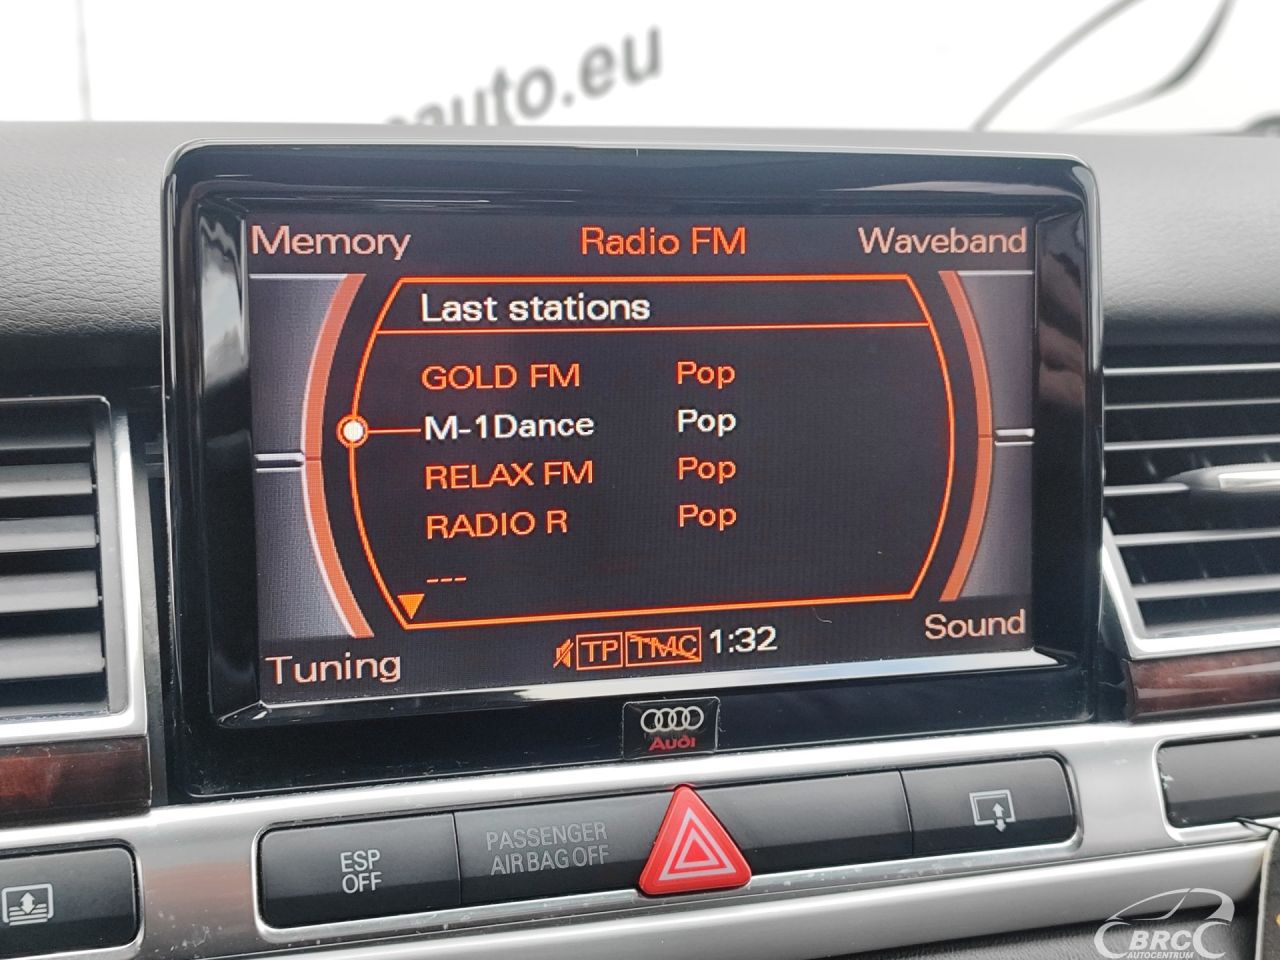 auto.eu
Memory Radio FM Waveband
Last stations
GOLD FM Pop
M-1Dance Pop
RELAX FM Pop
RADIO R Pop
---
Tuning TP TMC 1:32 Sound
Audi
ESP
OFF
PASSENGER
AIR BAG OFF
BRC
AUTOCENTRUM